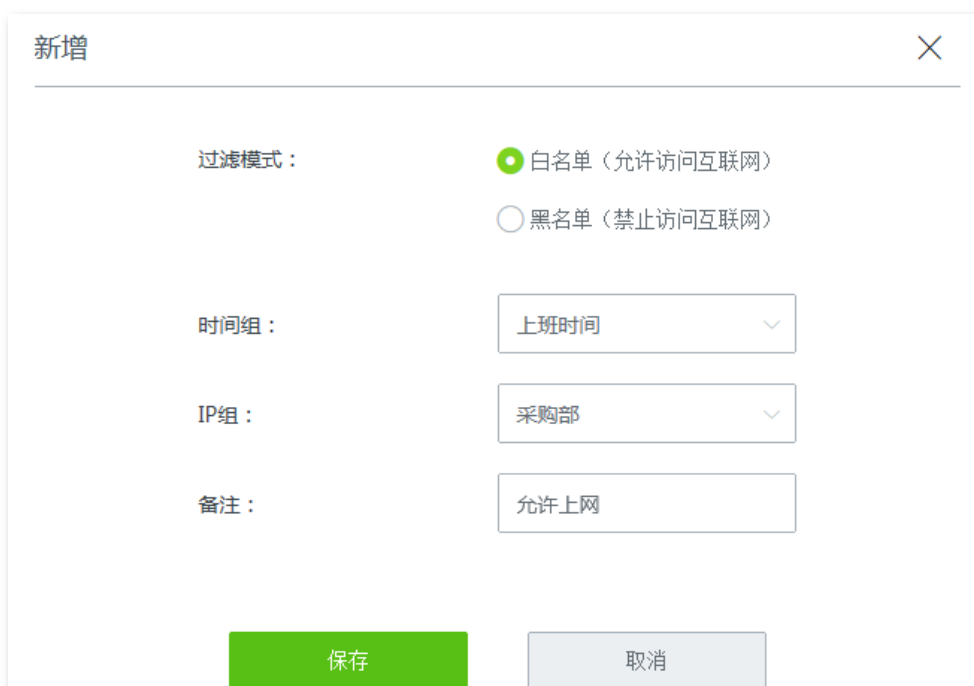 新增
过滤模式：
白名单（允许访问互联网）
黑名单（禁止访问互联网）
时间组：
上班时间
IP组：
采购部
备注：
允许上网
保存
取消